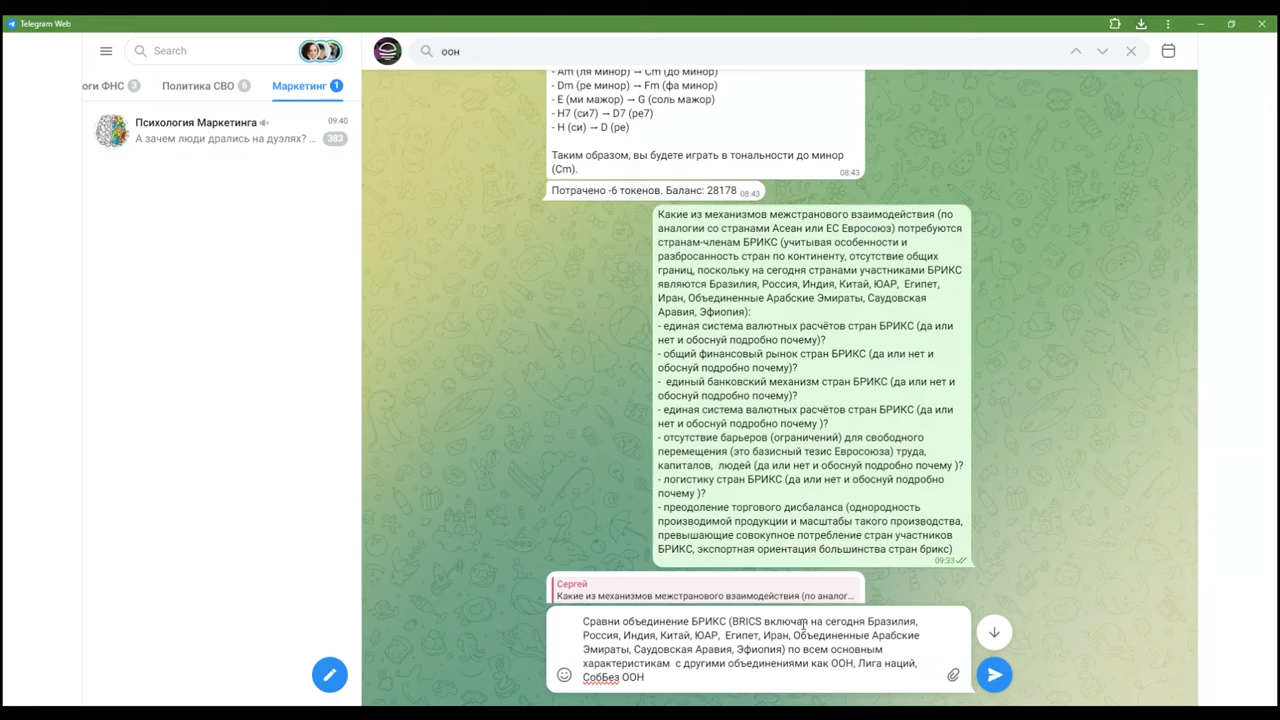 Telegram Web
Search
оон
оги ФНС 3
Политика СВО 6
Маркетинг 1
Психология Маркетинга
09:40
А зачем люди дрались на дуэлях? ...
383
- Am (ля минор) → Cm (до минор)
- Dm (ре минор) → Fm (фа минор)
- E (ми мажор) → G (соль мажор)
- H7 (си7) → D7 (ре7)
- H (си) → D (ре)
Таким образом, вы будете играть в тональности до минор
(Cm).
08:43
Потрачено -6 токенов. Баланс: 28178
08:43
Какие из механизмов межстранового взаимодействия (по
аналогии со странами Асеан или ЕС Евросоюз) потребуются
странам-членам БРИКС (учитывая особенности и
разбросанность стран по континенту, отсутствие общих
границ, поскольку на сегодня странами участниками БРИКС
являются Бразилия, Россия, Индия, Китай, ЮАР, Египет,
Иран, Объединенные Арабские Эмираты, Саудовская
Аравия, Эфиопия):
- единая система валютных расчётов стран БРИКС (да или
нет и обоснуй подробно почему)?
- общий финансовый рынок стран БРИКС (да или нет и
обоснуй подробно почему)?
- единый банковский механизм стран БРИКС (да или нет и
обоснуй подробно почему)?
- единая система валютных расчётов стран БРИКС (да или
нет и обоснуй подробно почему )?
- отсутствие барьеров (ограничений) для свободного
перемещения (это базисный тезис Евросоюза) труда,
капиталов, людей (да или нет и обоснуй подробно почему )?
- логистику стран БРИКС (да или нет и обоснуй подробно
почему )?
- преодоление торгового дисбаланса (однородность
производимой продукции и масштабы такого производства,
превышающие совокупное потребление стран участников
БРИКС, экспортная ориентация большинства стран брикс)
09:33
Сергей
Какие из механизмов межстранового взаимодействия (по аналог...
Сравни объединение БРИКС (BRICS включая на сегодня Бразилия,
Россия, Индия, Китай, ЮАР, Египет, Иран, Объединенные Арабские
Эмираты, Саудовская Аравия, Эфиопия) по всем основным
характеристикам с другими объединениями как ООН, Лига наций,
СобБез ООН